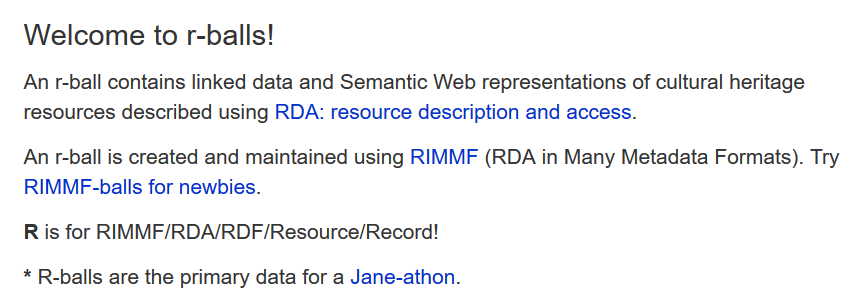 Welcome to r-balls!
An r-ball contains linked data and Semantic Web representations of cultural heritage
resources described using RDA: resource description and access.
An r-ball is created and maintained using RIMMF (RDA in Many Metadata Formats). Try
RIMMF-balls for newbies.
R is for RIMMF/RDA/RDF/Resource/Record!
* R-balls are the primary data for a Jane-athon.